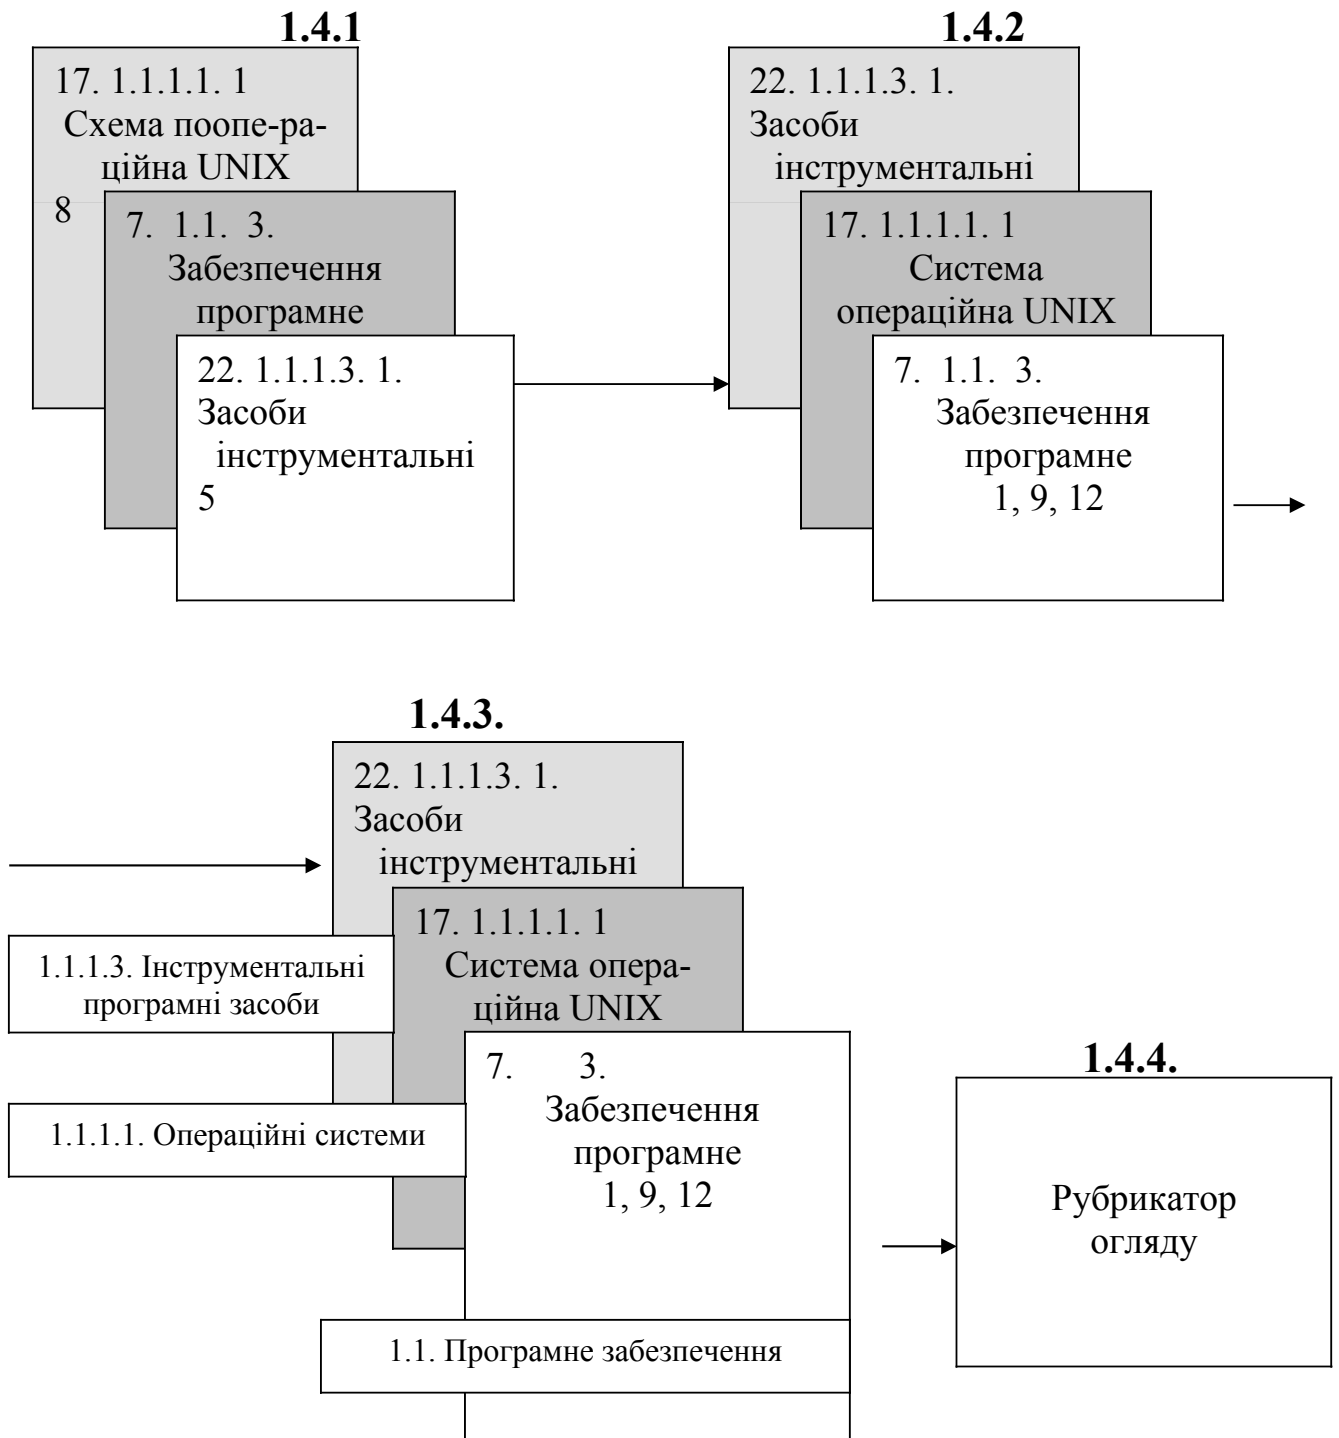 1.4.1
17. 1.1.1.1. 1
Схема поопе-ра-
ційна UNIX
8
7. 1.1. 3.
Забезпечення
програмне
22. 1.1.1.3. 1.
Засоби
інструментальні
5
1.4.2
22. 1.1.1.3. 1.
Засоби
інструментальні
17. 1.1.1.1. 1
Система
операційна UNIX
7. 1.1. 3.
Забезпечення
програмне
1, 9, 12
1.4.3.
22. 1.1.1.3. 1.
Засоби
інструментальні
17. 1.1.1.1. 1
Система опера-
ційна UNIX
7. 3.
Забезпечення
програмне
1, 9, 12
1.1.1.3. Інструментальні
програмні засоби
1.1.1.1. Операційні системи
1.1. Програмне забезпечення
1.4.4.
Рубрикатор
огляду